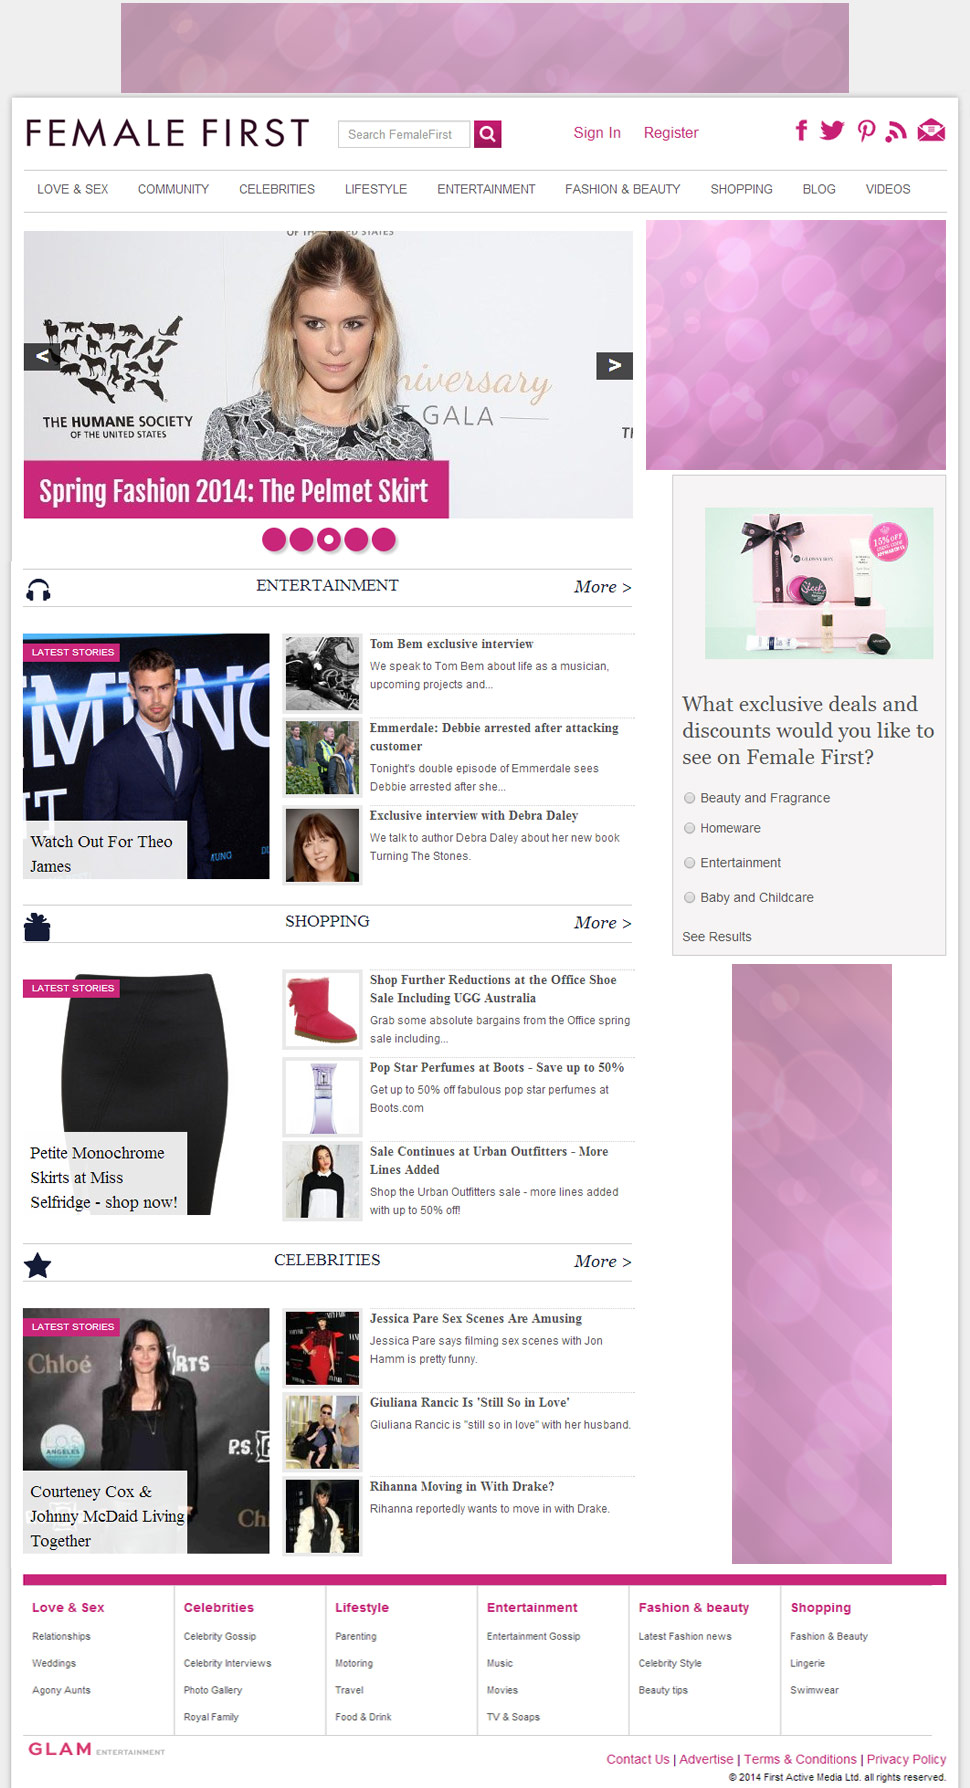 FEMALE FIRST
Search FemaleFirst
Sign In Register
LOVE & SEX COMMUNITY CELEBRITIES LIFESTYLE ENTERTAINMENT FASHION & BEAUTY SHOPPING BLOG VIDEOS
THE HUMANE SOCIETY
OF THE UNITED STATES
GALA
< >
Spring Fashion 2014: The Pelmet Skirt
ENTERTAINMENT More >
LATEST STORIES
Watch Out For Theo
James
Tom Bem exclusive interview
We speak to Tom Bem about life as a musician,
upcoming projects and...
Emmerdale: Debbie arrested after attacking
customer
Tonight's double episode of Emmerdale sees
Debbie arrested after she...
Exclusive interview with Debra Daley
We talk to author Debra Daley about her new book
Turning The Stones.
SHOPPING More >
LATEST STORIES
Petite Monochrome
Skirts at Miss
Selfridge - shop now!
Shop Further Reductions at the Office Shoe
Sale Including UGG Australia
Grab some absolute bargains from the Office spring
sale including...
Pop Star Perfumes at Boots - Save up to 50%
Get up to 50% off fabulous pop star perfumes at
Boots.com
Sale Continues at Urban Outfitters - More
Lines Added
Shop the Urban Outfitters sale - more lines added
with up to 50% off!
CELEBRITIES More >
LATEST STORIES
Chloé
LOS
ANGELES
P.S.
Courteney Cox &
Johnny McDaid Living
Together
Jessica Pare Sex Scenes Are Amusing
Jessica Pare says filming sex scenes with Jon
Hamm is pretty funny.
Giuliana Rancic Is 'Still So in Love'
Giuliana Rancic is "still so in love" with her husband.
Rihanna Moving in With Drake?
Rihanna reportedly wants to move in with Drake.
GLOSSY BOX
15% OFF
What exclusive deals and
discounts would you like to
see on Female First?
Beauty and Fragrance
Homeware
Entertainment
Baby and Childcare
See Results
Love & Sex
Relationships
Weddings
Agony Aunts
Celebrities
Celebrity Gossip
Celebrity Interviews
Photo Gallery
Royal Family
Lifestyle
Parenting
Motoring
Travel
Food & Drink
Entertainment
Entertainment Gossip
Music
Movies
TV & Soaps
Fashion & beauty
Latest Fashion news
Celebrity Style
Beauty tips
Shopping
Fashion & Beauty
Lingerie
Swimwear
GLAM ENTERTAINMENT
Contact Us | Advertise | Terms & Conditions | Privacy Policy
© 2014 First Active Media Ltd. all rights reserved.